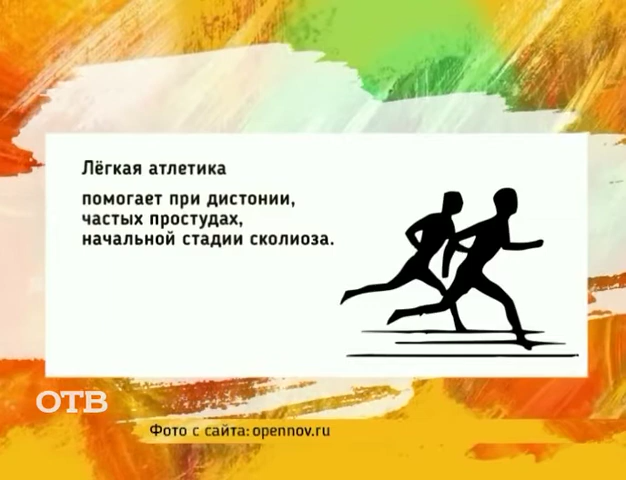 Лёгкая атлетика
помогает при дистонии,
частых простудах,
начальной стадии сколиоза.
ОТВ
Фото с сайта: opennov.ru